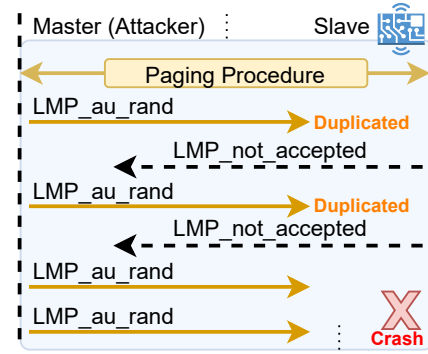 Master (Attacker) Slave
Paging Procedure
LMP_au_rand
Duplicated
LMP_not_accepted
LMP_au_rand
Duplicated
LMP_not_accepted
LMP_au_rand
LMP_au_rand
Crash